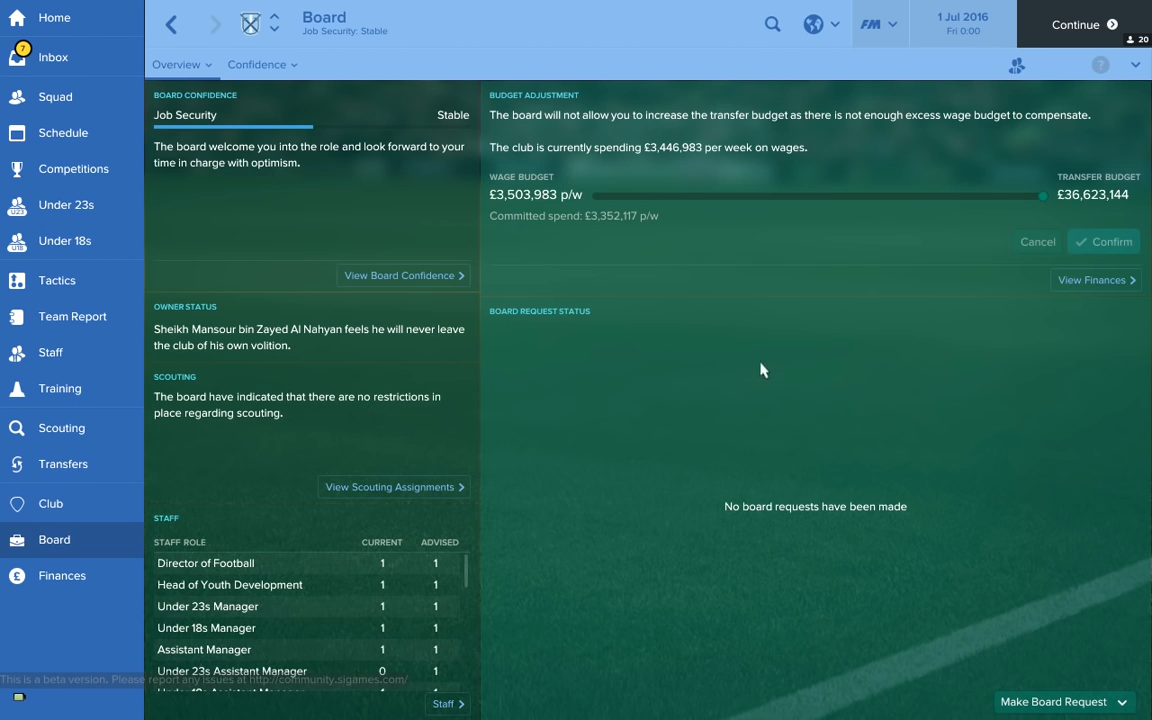 Home
Inbox
7
Squad
Schedule
Competitions
Under 23s
U23
Under 18s
U18
Tactics
Team Report
Staff
Training
Scouting
Transfers
Club
Board
Finances
Board
Job Security: Stable
FM
1 Jul 2016
Fri 0:00
Continue
20
Overview
Confidence
?
BOARD CONFIDENCE
Job Security Stable
The board welcome you into the role and look forward to your
time in charge with optimism.
View Board Confidence
OWNER STATUS
Sheikh Mansour bin Zayed Al Nahyan feels he will never leave
the club of his own volition.
SCOUTING
The board have indicated that there are no restrictions in
place regarding scouting.
View Scouting Assignments
STAFF
STAFF ROLE CURRENT ADVISED
Director of Football 1 1
Head of Youth Development 1 1
Under 23s Manager 1 1
Under 18s Manager 1 1
Assistant Manager 1 1
Under 23s Assistant Manager 0 1
Under 18s Assistant Manager 1 1
Staff
This is a beta version. Please report any issues at http://community.sigames.com/
BUDGET ADJUSTMENT
The board will not allow you to increase the transfer budget as there is not enough excess wage budget to compensate.
The club is currently spending £3,446,983 per week on wages.
WAGE BUDGET TRANSFER BUDGET
£3,503,983 p/w £36,623,144
Committed spend: £3,352,117 p/w
Cancel Confirm
View Finances
BOARD REQUEST STATUS
No board requests have been made
Make Board Request